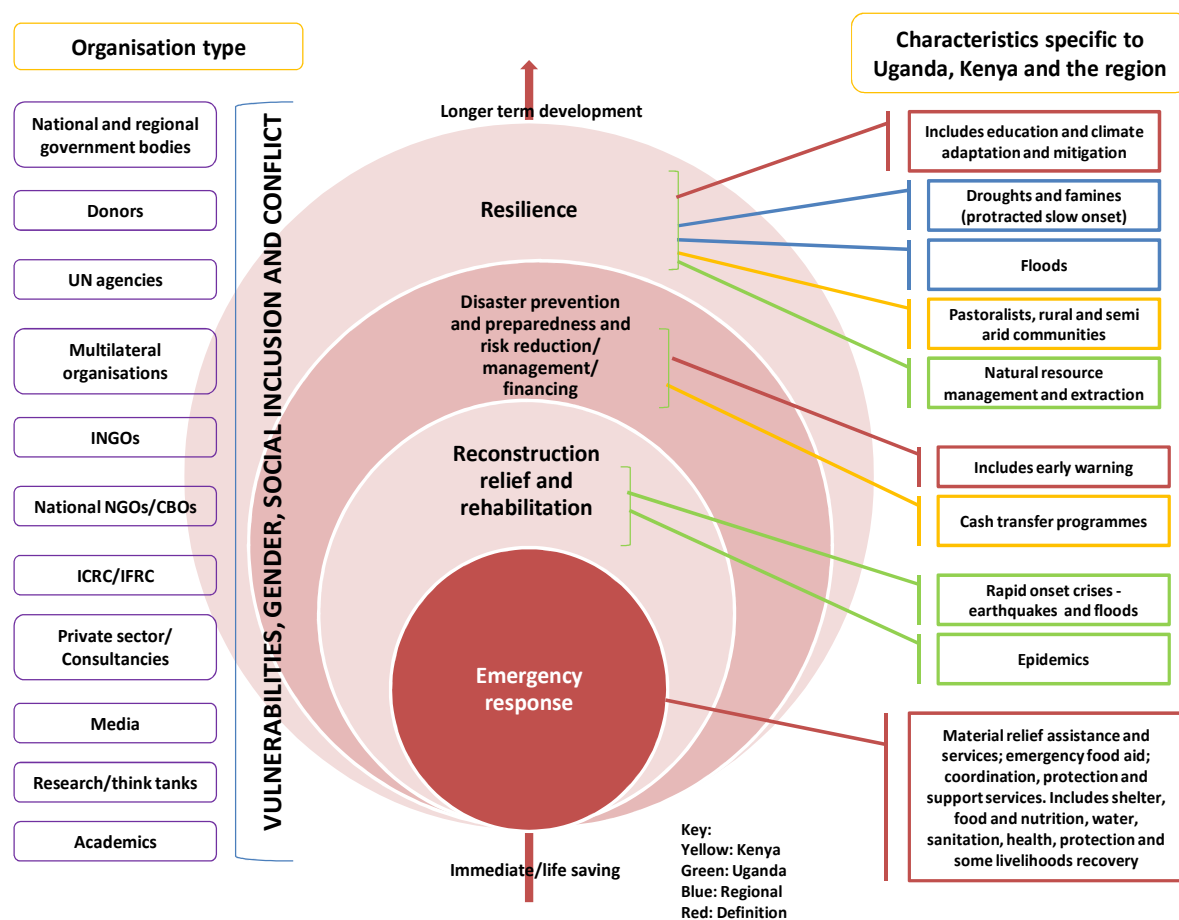 Organisation type
National and regional
government bodies
Donors
UN agencies
Multilateral
organisations
INGOs
National NGOs/CBOs
ICRC/IFRC
Private sector/
Consultancies
Media
Research/think tanks
Academics
VULNERABILITIES, GENDER, SOCIAL INCLUSION AND CONFLICT
Longer term development
Resilience
Disaster prevention
and preparedness and
risk reduction/
management/
financing
Reconstruction
relief and
rehabilitation
Emergency
response
Immediate/life saving
Key:
Yellow: Kenya
Green: Uganda
Blue: Regional
Red: Definition
Characteristics specific to
Uganda, Kenya and the region
Includes education and climate
adaptation and mitigation
Droughts and famines
(protracted slow onset)
Floods
Pastoralists, rural and semi
arid communities
Natural resource
management and extraction
Includes early warning
Cash transfer programmes
Rapid onset crises -
earthquakes and floods
Epidemics
Material relief assistance and
services; emergency food aid;
coordination, protection and
support services. Includes shelter,
food and nutrition, water,
sanitation, health, protection and
some livelihoods recovery